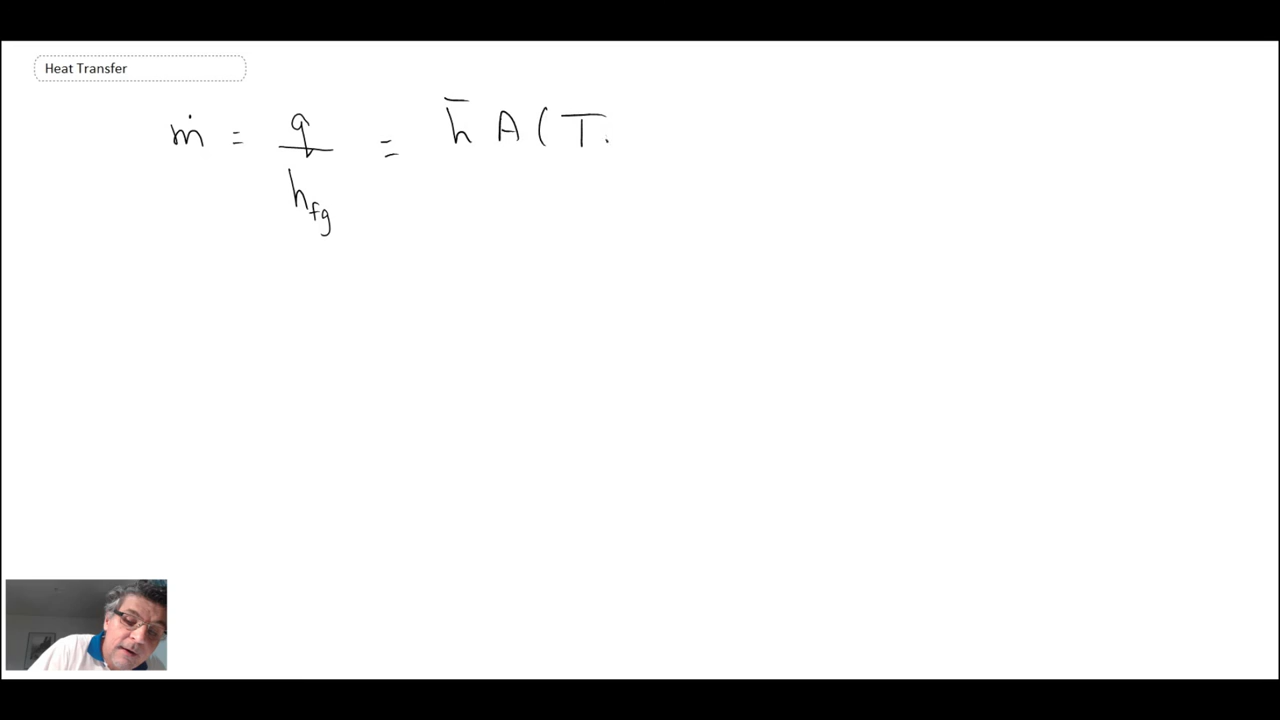 Heat Transfer
ṁ = q / h_fg = h̄ A ( T